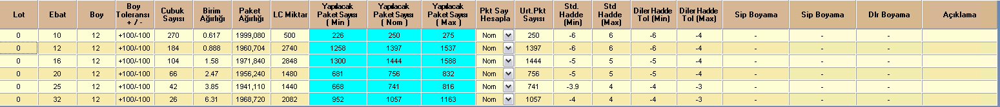 Lot Ebat Boy Boy Toleransı + / - Çubuk Sayısı Birim Ağırlığı Paket Ağırlığı LC Miktar Yapılacak Paket Sayısı ( Min ) Yapılacak Paket Sayısı ( Nom ) Yapılacak Paket Sayısı ( Max ) Pkt Say Hesapla Urt.Pkt Sayısı Std. Hadde (Min) Std Hadde (Max) Diler Hadde Tol (Min) Diler Hadde Tol (Max) Sip Boyama Sip Boyama Dlr Boyama Açıklama
0 10 12 +100/-100 270 0.617 1999,080 500 226 250 275 Nom 250 -6 6 -6 -4 - - -
0 12 12 +100/-100 184 0.888 1960,704 2740 1258 1397 1537 Nom 1397 -6 6 -6 -4 - - -
0 16 12 +100/-100 104 1.58 1971,840 2848 1300 1444 1588 Nom 1444 -5 5 -5 -4 - - -
0 20 12 +100/-100 66 2.47 1956,240 1480 681 756 832 Nom 756 -5 5 -5 -4 - - -
0 25 12 +100/-100 42 3.85 1941,110 1440 668 741 816 Nom 741 -3.9 4 -4 -3 - - -
0 32 12 +100/-100 26 6.31 1968,720 2082 952 1057 1163 Nom 1057 -4 4 -4 -3 - - -